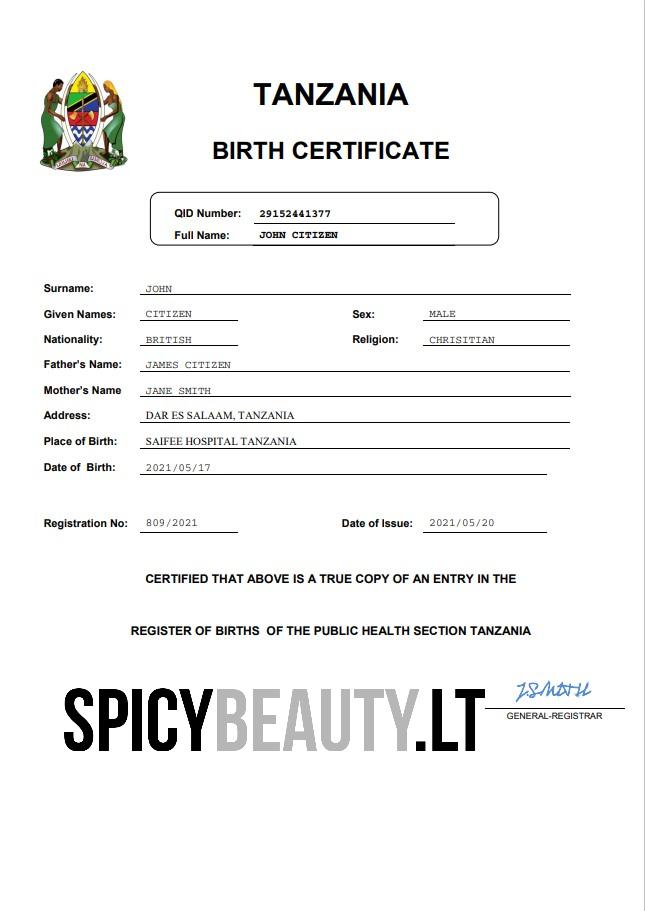 TANZANIA
BIRTH CERTIFICATE
QID Number: 29152441377
Full Name: JOHN CITIZEN
Surname: JOHN
Given Names: CITIZEN Sex: MALE
Nationality: BRITISH Religion: CHRISITIAN
Father's Name: JAMES CITIZEN
Mother's Name JANE SMITH
Address: DAR ES SALAAM, TANZANIA
Place of Birth: SAIFEE HOSPITAL TANZANIA
Date of Birth: 2021/05/17
Registration No: 809/2021 Date of Issue: 2021/05/20
CERTIFIED THAT ABOVE IS A TRUE COPY OF AN ENTRY IN THE
REGISTER OF BIRTHS OF THE PUBLIC HEALTH SECTION TANZANIA
SPICYBEAUTY.LT
GENERAL-REGISTRAR